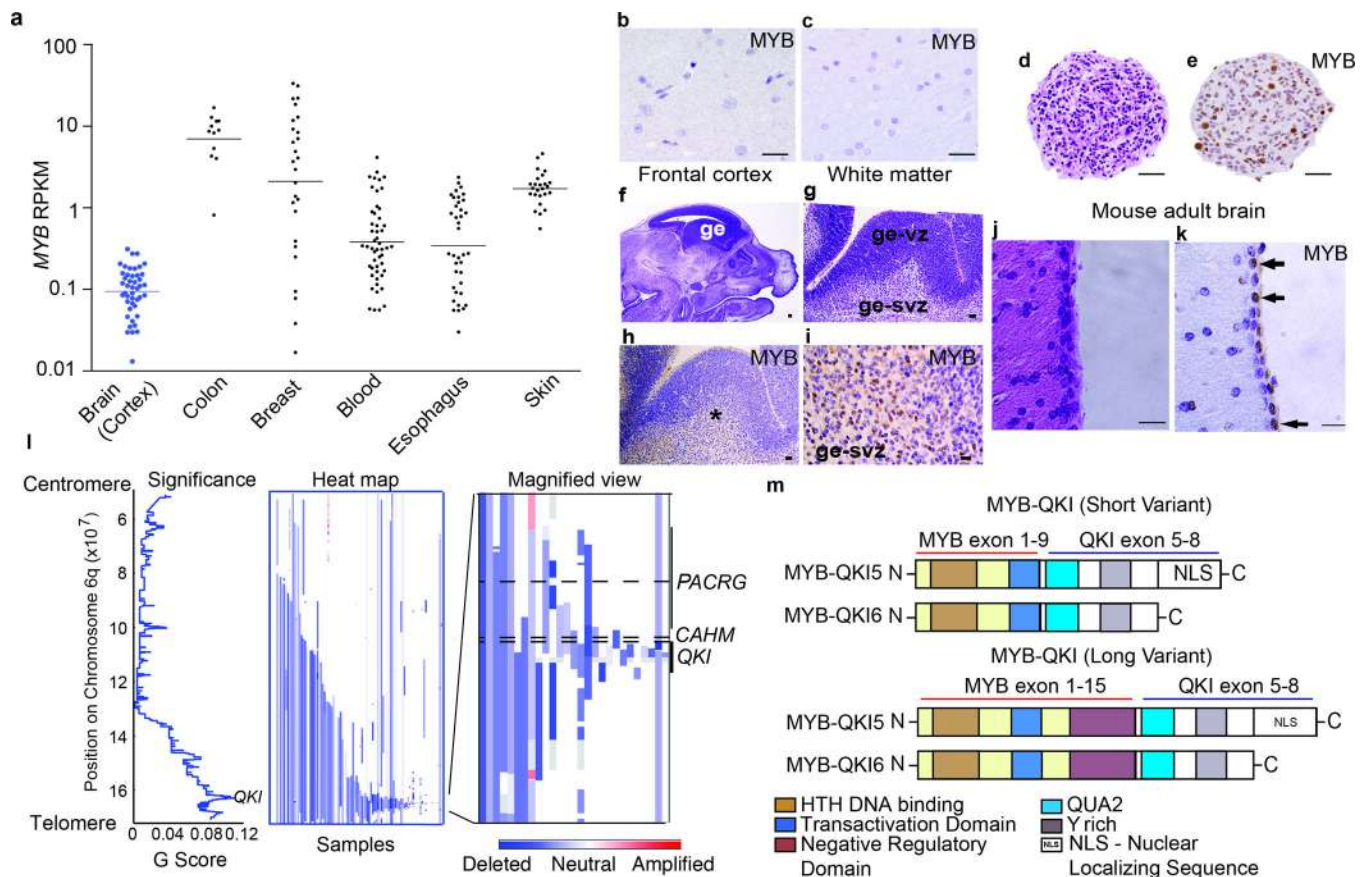 a
100
10
1
0.1
0.01
MYB RPKM
Brain
(Cortex)
Colon
Breast
Blood
Esophagus
Skin
b
MYB
Frontal cortex
c
MYB
White matter
d
e
MYB
f
ge
g
ge-vz
ge-svz
h
MYB
*
i
MYB
ge-svz
Mouse adult brain
j
k
MYB
l
Centromere
Significance
Heat map
Magnified view
Position on Chromosome 6q (x10⁷)
6
8
10
12
14
16
QKI
Telomere
0 0.04 0.08 0.12
G Score
Samples
PACRG
CAHM
QKI
Deleted Neutral Amplified
m
MYB-QKI (Short Variant)
MYB exon 1-9 QKI exon 5-8
MYB-QKI5 N NLS C
MYB-QKI6 N C
MYB-QKI (Long Variant)
MYB exon 1-15 QKI exon 5-8
MYB-QKI5 N NLS C
MYB-QKI6 N C
HTH DNA binding
Transactivation Domain
Negative Regulatory
Domain
QUA2
Y rich
NLS NLS - Nuclear
Localizing Sequence